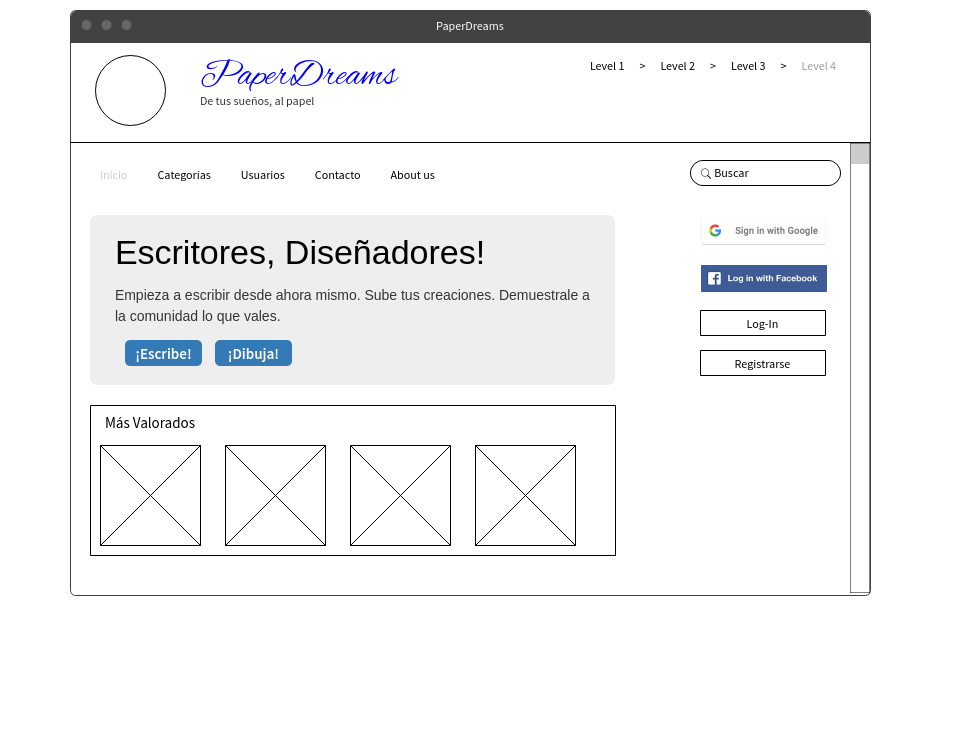 PaperDreams
PaperDreams
De tus sueños, al papel
Level 1 > Level 2 > Level 3 > Level 4
Inicio Categorías Usuarios Contacto About us
Buscar
Escritores, Diseñadores!
Empieza a escribir desde ahora mismo. Sube tus creaciones. Demuestrale a
la comunidad lo que vales.
¡Escribe! ¡Dibuja!
Sign in with Google
Log in with Facebook
Log-In
Registrarse
Más Valorados